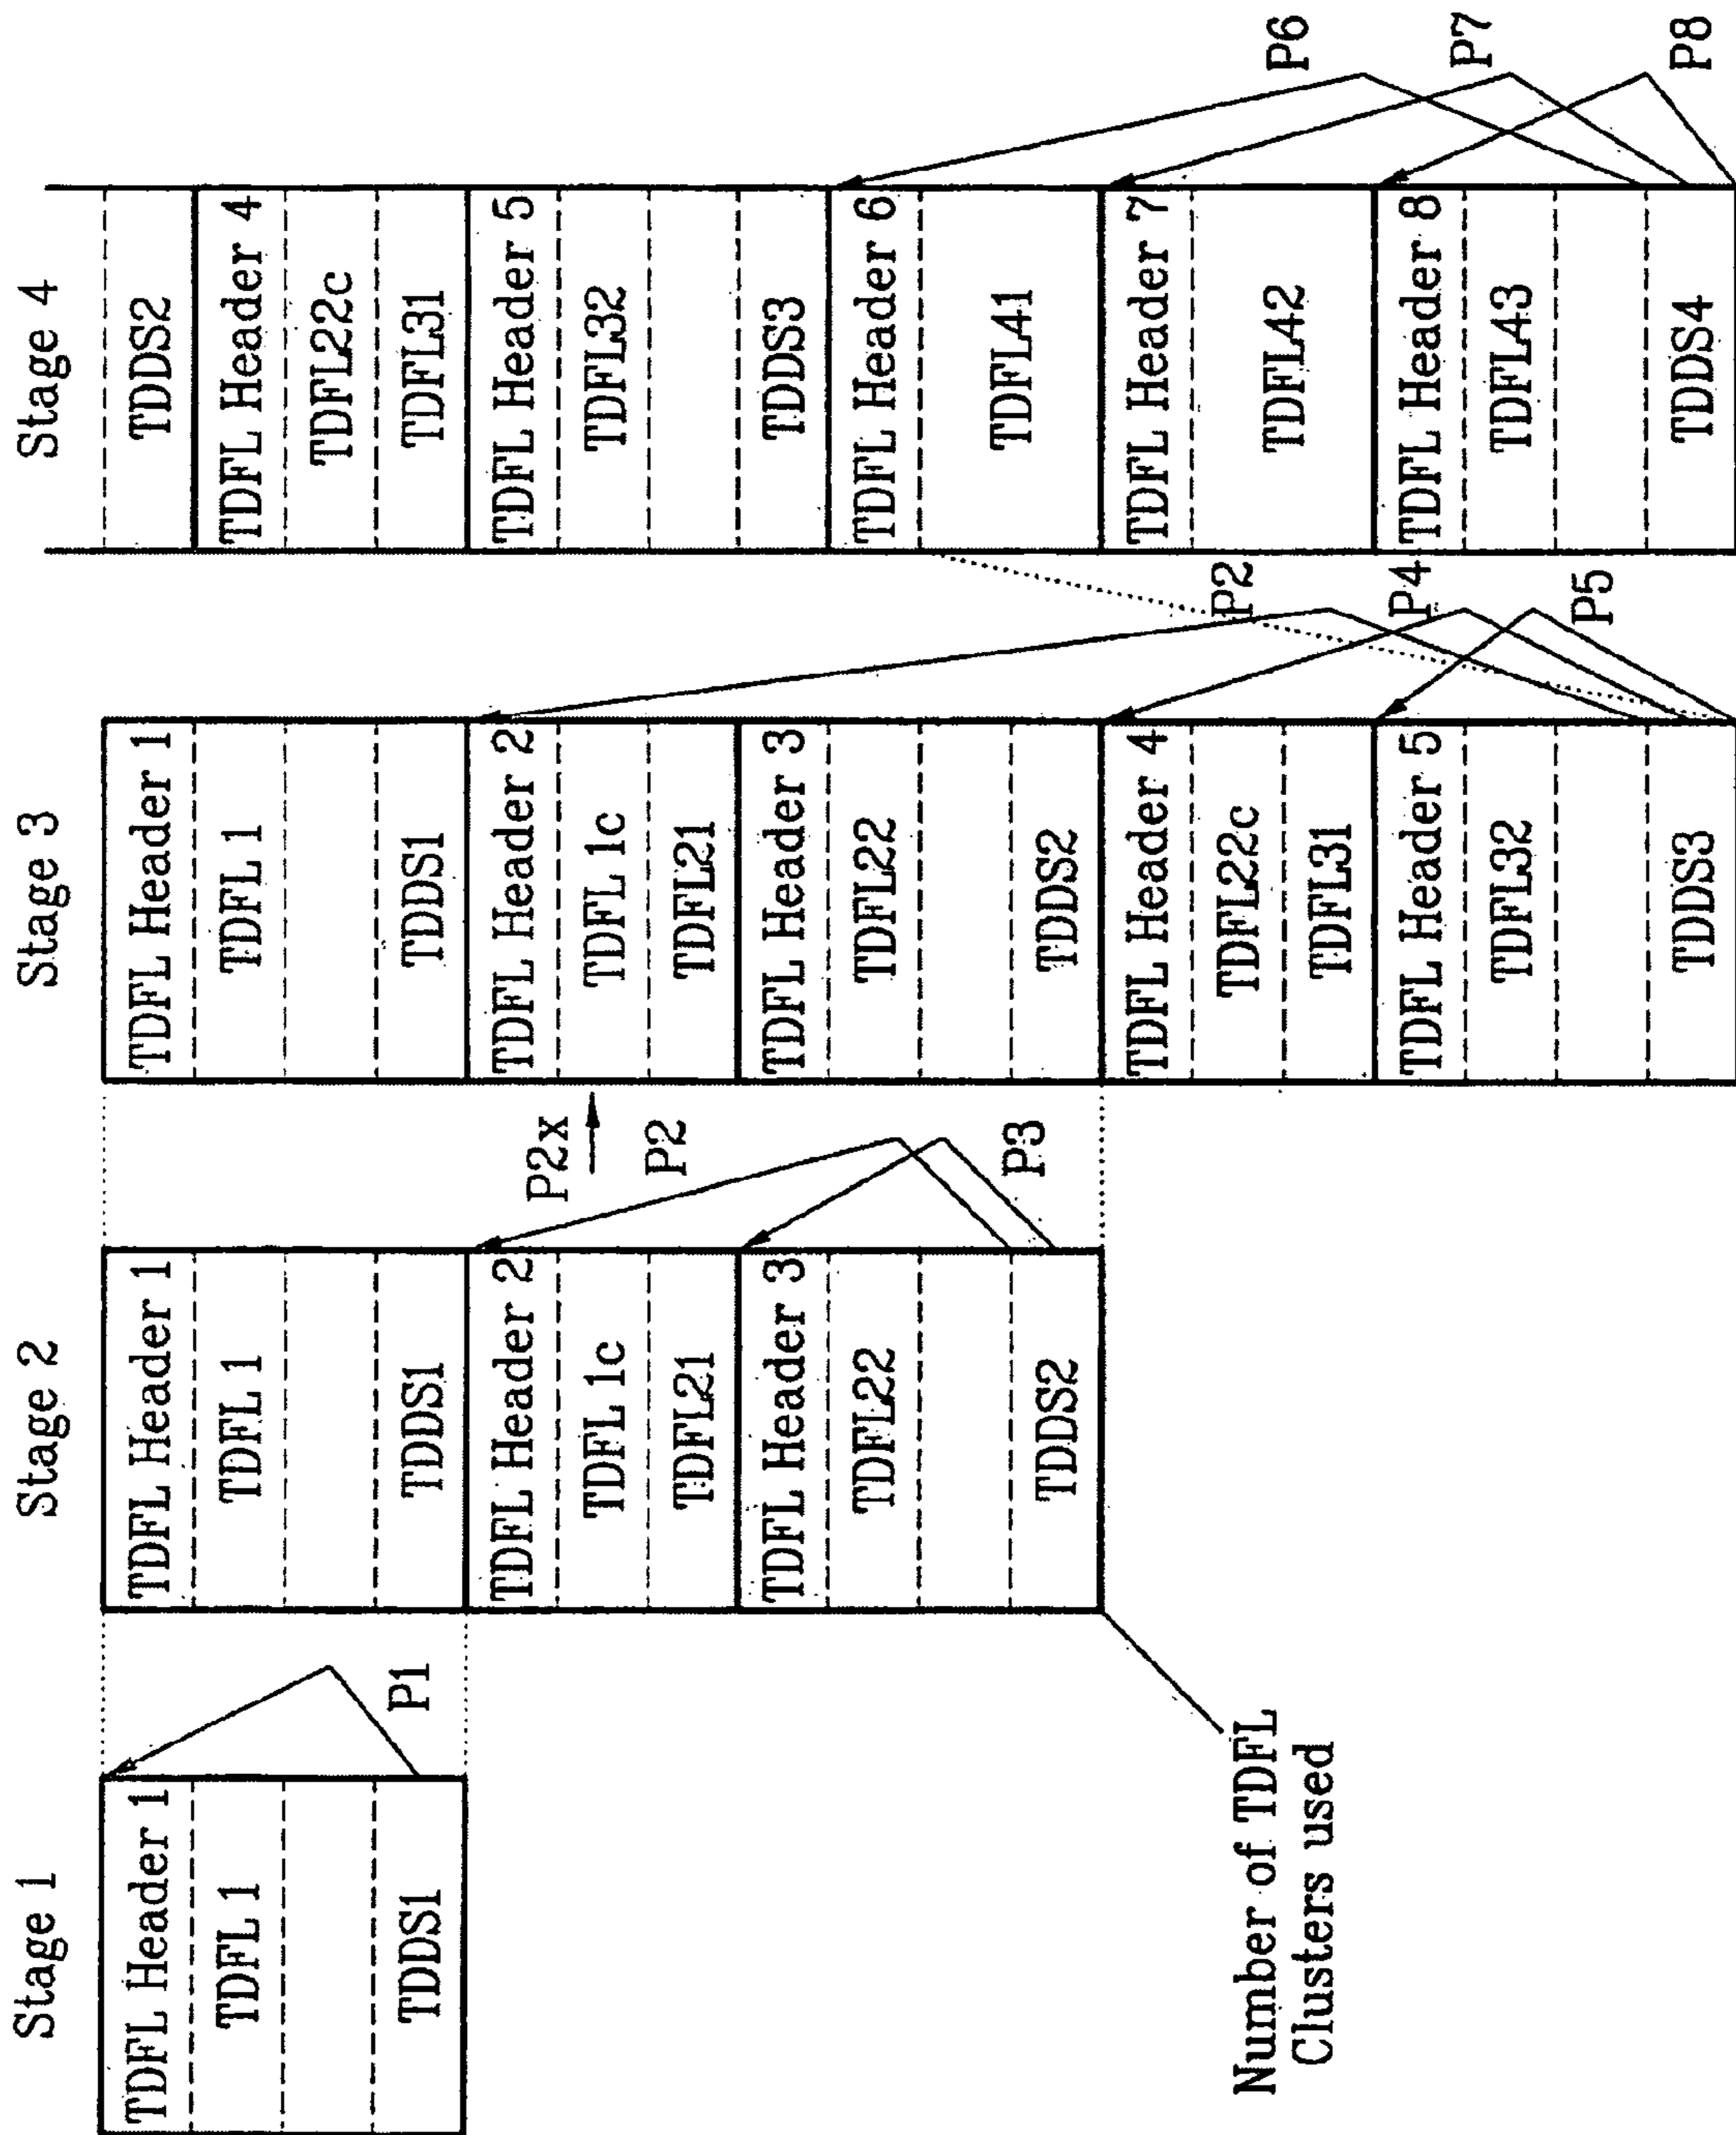 Stage 1
TDFL Header 1
TDFL 1
TDDS1
P1
Stage 2
TDFL Header 1
TDFL 1
TDDS1
TDFL Header 2
TDFL 1c
TDFL21
TDFL Header 3
TDFL22
TDDS2
P2
P3
Number of TDFL
Clusters used
P2x
Stage 3
TDFL Header 1
TDFL 1
TDDS1
TDFL Header 2
TDFL 1c
TDFL21
TDFL Header 3
TDFL22
TDDS2
TDFL Header 4
TDFL22c
TDFL31
TDFL Header 5
TDFL32
TDDS3
P2
P4
P5
Stage 4
TDDS2
TDFL Header 4
TDFL22c
TDFL31
TDFL Header 5
TDFL32
TDDS3
TDFL Header 6
TDFL41
TDFL Header 7
TDFL42
TDFL Header 8
TDFL43
TDDS4
P6
P7
P8